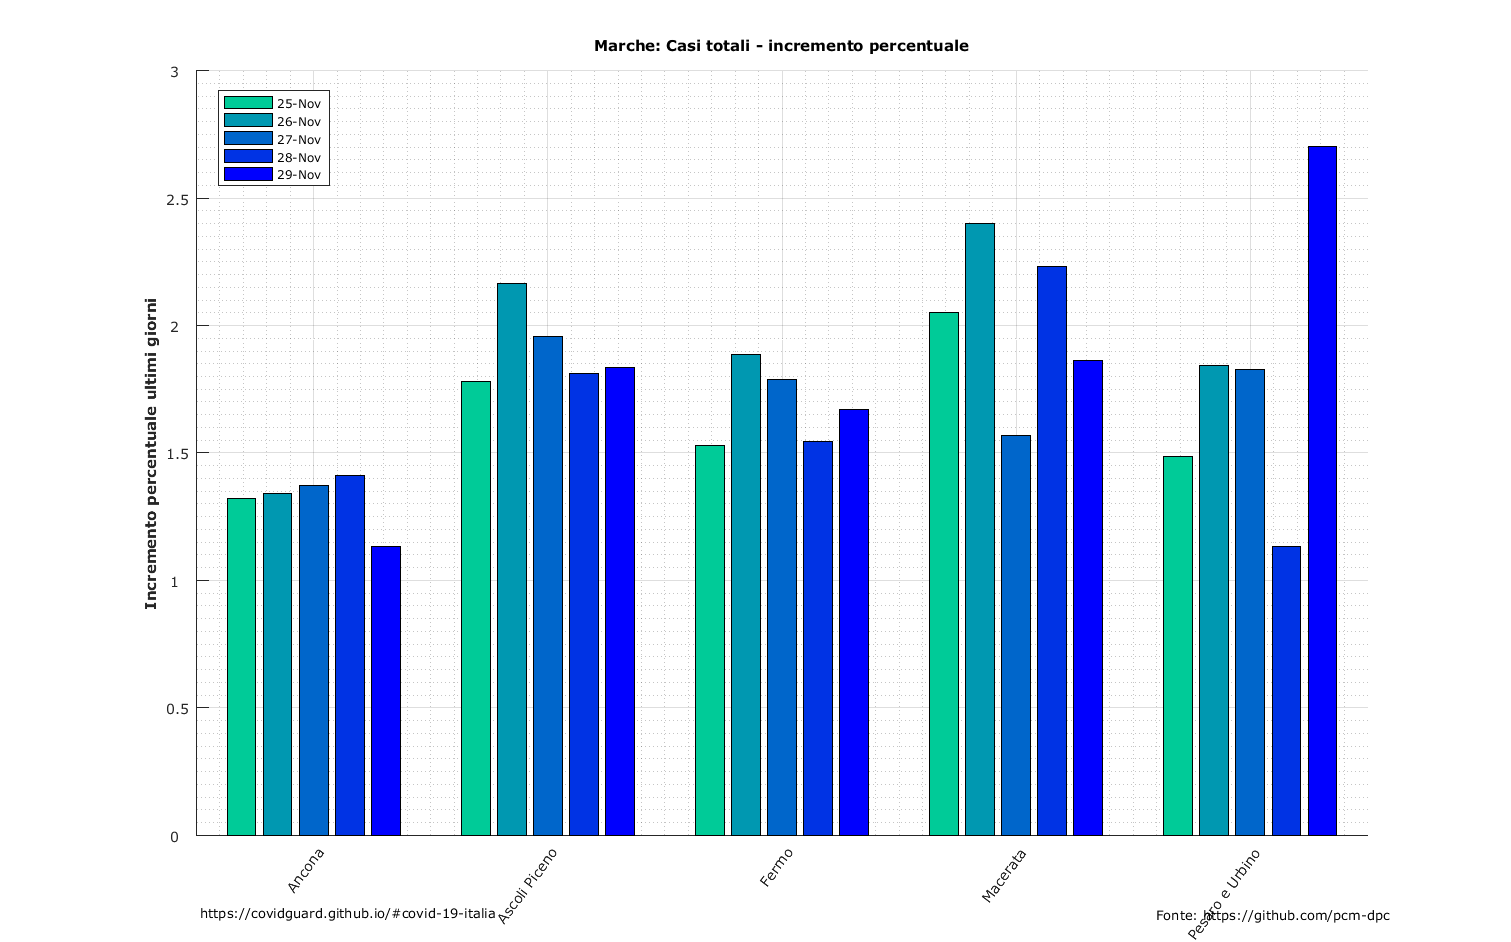 Marche: Casi totali - incremento percentuale
3
2.5
2
1.5
1
0.5
0
Incremento percentuale ultimi giorni
25-Nov
26-Nov
27-Nov
28-Nov
29-Nov
Ancona
Ascoli Piceno
Fermo
Macerata
Pesaro e Urbino
https://covidguard.github.io/#covid-19-italia
Fonte: https://github.com/pcm-dpc